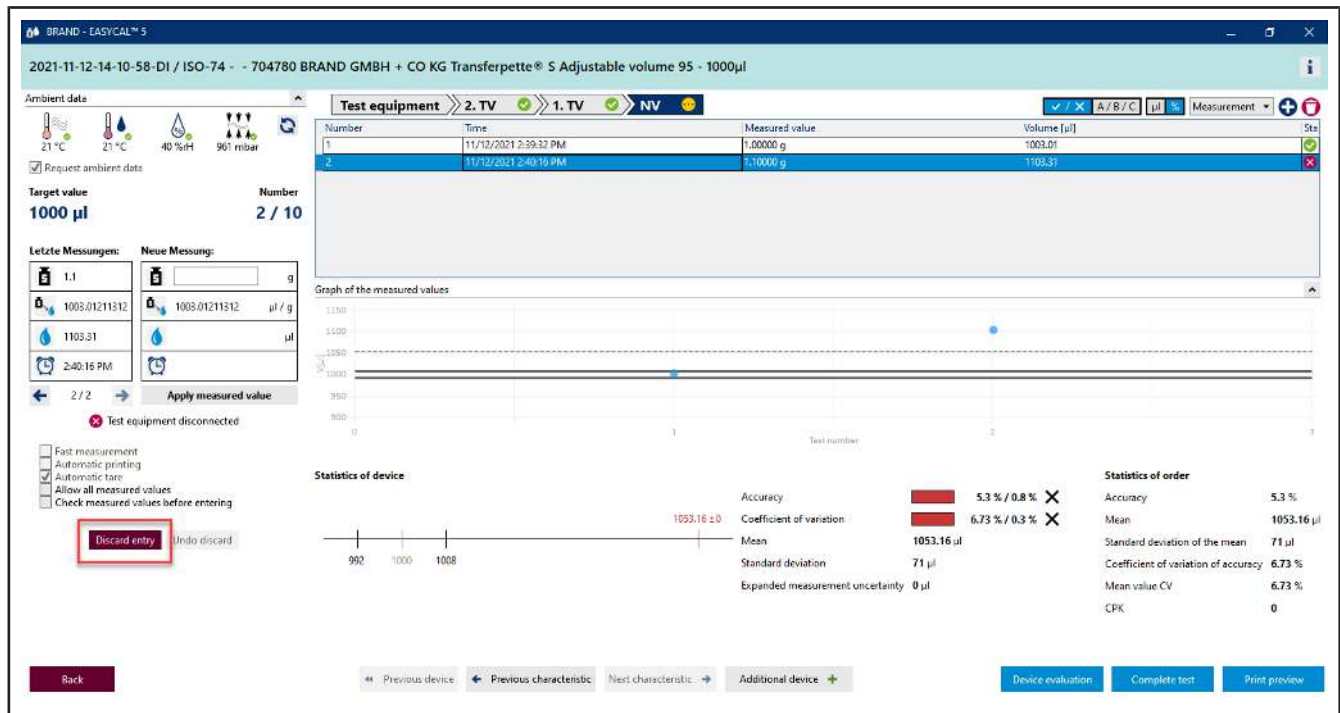 BRAND - EASYCAL™ 5
2021-11-12-14-10-58-DI / ISO-74 - - 704780 BRAND GMBH + CO KG Transferpette® S Adjustable volume 95 - 1000µl
i
Ambient data
21 °C 21 °C 40 %rH 961 mbar
Request ambient data
Target value Number
1000 µl 2 / 10
Letzte Messungen: Neue Messung:
1.1 g
1003.01211312 1003.01211312 µl / g
1103.31 µl
2:40:16 PM
2/2 Apply measured value
Test equipment disconnected
Fast measurement
Automatic printing
Automatic tare
Allow all measured values
Check measured values before entering
Discard entry Undo discard
Test equipment 2. TV 1. TV NV
✓ / X A / B / C µl % Measurement
Number Time Measured value Volume [µl] Sta
1 11/12/2021 2:39:32 PM 1.00000 g 1003.01
2 11/12/2021 2:40:16 PM 1.10000 g 1103.31
Graph of the measured values
1150
1100
1050
1000
950
900
0 1 2 3
Test number
Statistics of device
1053.16 ± 0
992 1000 1008
Accuracy 5.3 % / 0.8 %
Coefficient of variation 6.73 % / 0.3 %
Mean 1053.16 µl
Standard deviation 71 µl
Expanded measurement uncertainty 0 µl
Statistics of order
Accuracy 5.3 %
Mean 1053.16 µl
Standard deviation of the mean 71 µl
Coefficient of variation of accuracy 6.73 %
Mean value CV 6.73 %
CPK 0
Back Previous device Previous characteristic Next characteristic Additional device + Device evaluation Complete test Print preview